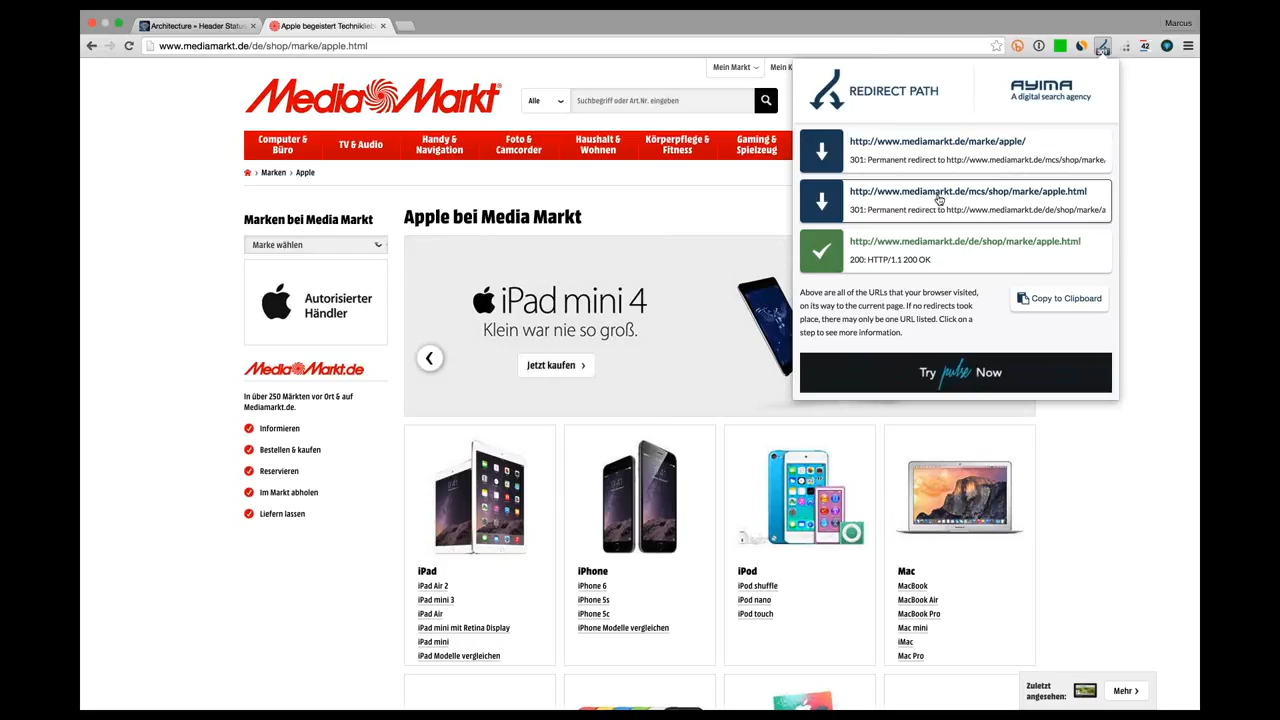 Architecture » Header Status
Apple begeistert Technikliebh
Marcus
www.mediamarkt.de/de/shop/marke/apple.html
42
Mein Markt
Mein K
Media Markt
Alle
Suchbegriff oder Art.Nr. eingeben
Computer & Büro
TV & Audio
Handy & Navigation
Foto & Camcorder
Haushalt & Wohnen
Körperpflege & Fitness
Gaming & Spielzeug
Marken
Apple
REDIRECT PATH
AYIMA
A digital search agency
http://www.mediamarkt.de/marke/apple/
301: Permanent redirect to http://www.mediamarkt.de/mcs/shop/marke/
http://www.mediamarkt.de/mcs/shop/marke/apple.html
301: Permanent redirect to http://www.mediamarkt.de/de/shop/marke/a
http://www.mediamarkt.de/de/shop/marke/apple.html
200: HTTP/1.1 200 OK
Above are all of the URLs that your browser visited,
on its way to the current page. If no redirects took
place, there may only be one URL listed. Click on a
step to see more information.
Copy to Clipboard
Try pulse Now
Marken bei Media Markt
Marke wählen
Autorisierter
Händler
Media Markt.de
In über 250 Märkten vor Ort & auf
Mediamarkt.de.
Informieren
Bestellen & kaufen
Reservieren
Im Markt abholen
Liefern lassen
Apple bei Media Markt
iPad mini 4
Klein war nie so groß.
Jetzt kaufen
iPad
iPad Air 2
iPad mini 3
iPad Air
iPad mini mit Retina Display
iPad mini
iPad Modelle vergleichen
iPhone
iPhone 6
iPhone 5s
iPhone 5c
iPhone Modelle vergleichen
iPod
iPod shuffle
iPod nano
iPod touch
Mac
MacBook
MacBook Air
MacBook Pro
Mac mini
iMac
Mac Pro
Zuletzt
angesehen:
Mehr